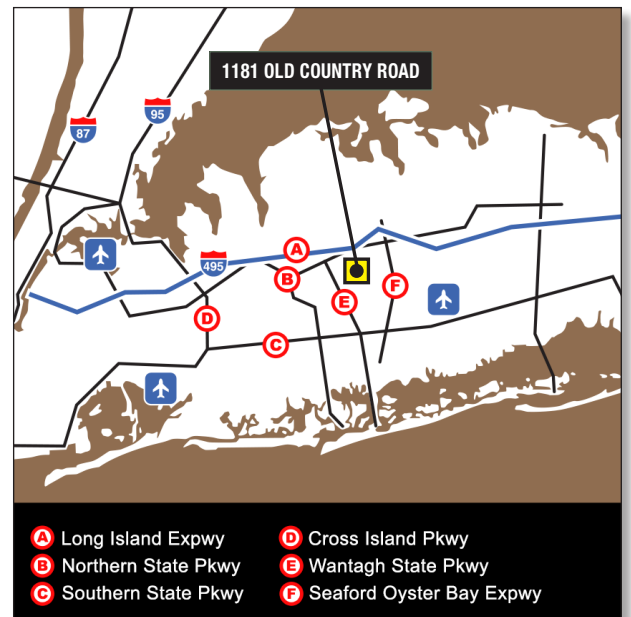 1181 OLD COUNTRY ROAD
95
87
A
495
B
F
E
D
C
A Long Island Expwy
B Northern State Pkwy
C Southern State Pkwy
D Cross Island Pkwy
E Wantagh State Pkwy
F Seaford Oyster Bay Expwy